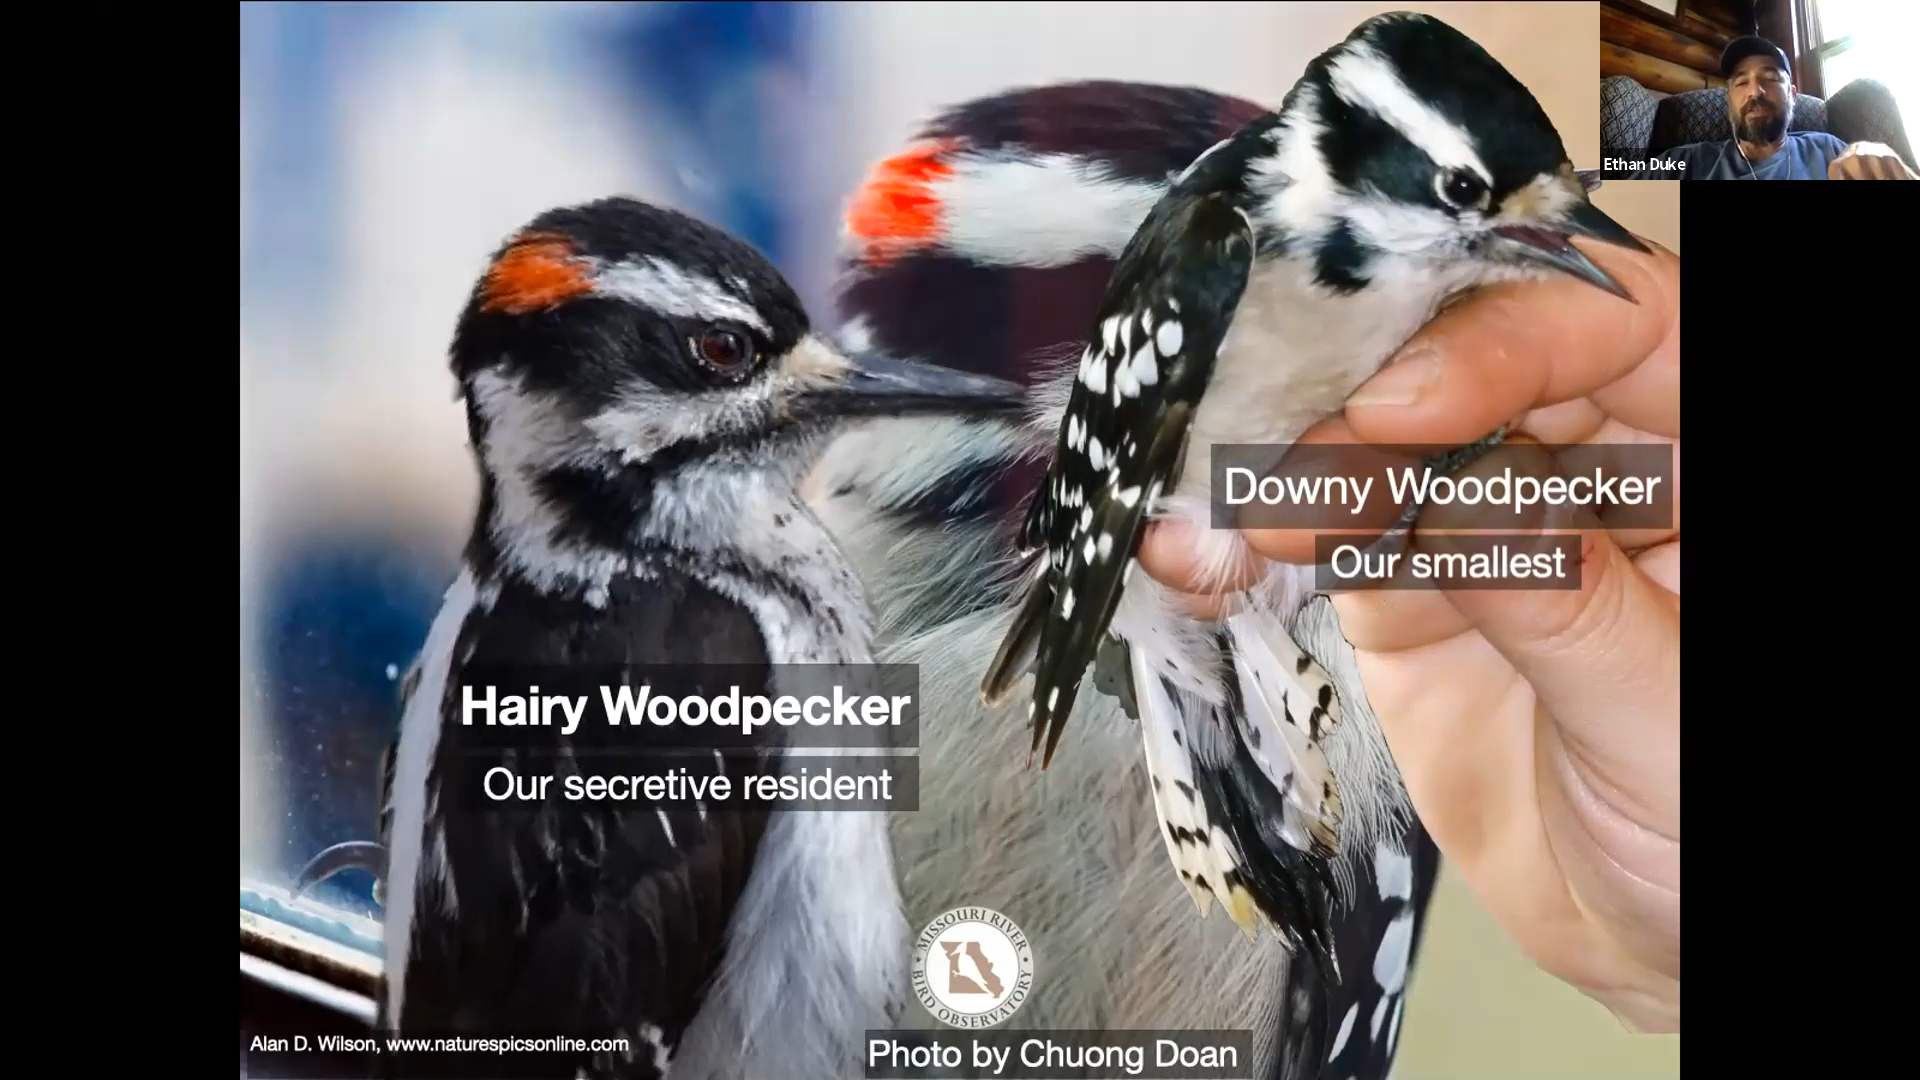 Ethan Duke
Downy Woodpecker
Our smallest
Hairy Woodpecker
Our secretive resident
MISSOURI RIVER
BIRD OBSERVATORY
Alan D. Wilson, www.naturespicsonline.com
Photo by Chuong Doan